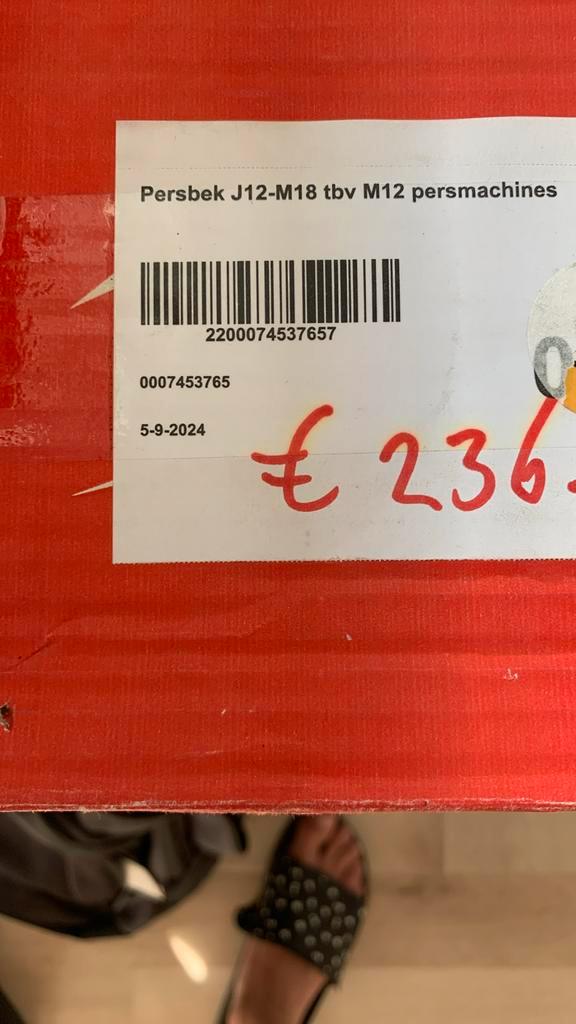 Persbek J12-M18 tbv M12 persmachines
2200074537657
0007453765
5-9-2024
€ 236